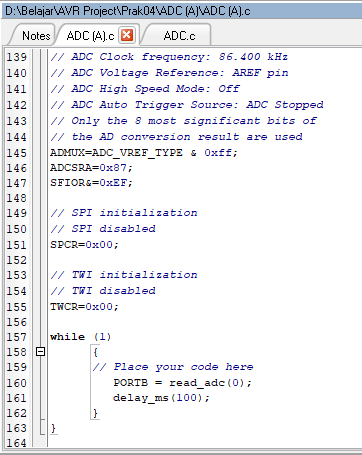 D:\Belajar\AVR Project\Prak04\ADC (A)\ADC (A).c
Notes ADC (A).c ADC.c
139 // ADC Clock frequency: 86.400 kHz
140 // ADC Voltage Reference: AREF pin
141 // ADC High Speed Mode: Off
142 // ADC Auto Trigger Source: ADC Stopped
143 // Only the 8 most significant bits of
144 // the AD conversion result are used
145 ADMUX=ADC_VREF_TYPE & 0xff;
146 ADCSRA=0x87;
147 SFIOR&=0xEF;
148
149 // SPI initialization
150 // SPI disabled
151 SPCR=0x00;
152
153 // TWI initialization
154 // TWI disabled
155 TWCR=0x00;
156
157 while (1)
158 {
159 // Place your code here
160 PORTB = read_adc(0);
161 delay_ms(100);
162 }
163 }
164